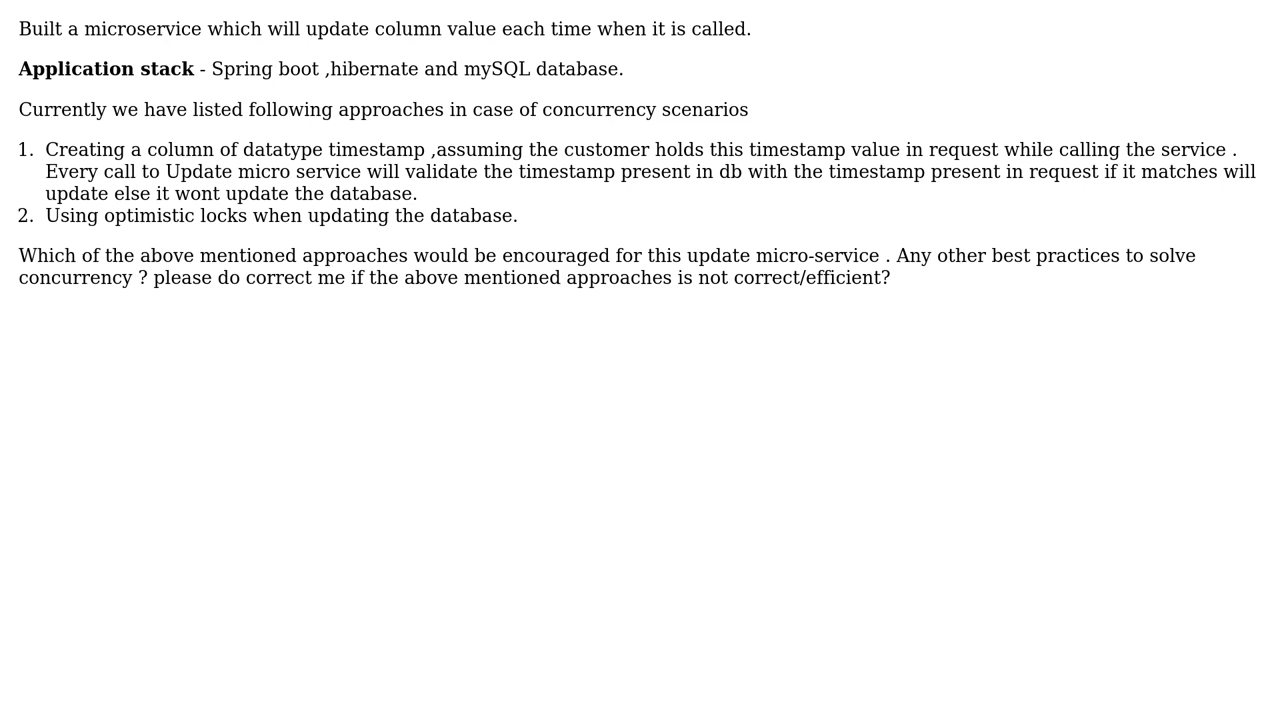 Built a microservice which will update column value each time when it is called.
Application stack - Spring boot ,hibernate and mySQL database.
Currently we have listed following approaches in case of concurrency scenarios
1. Creating a column of datatype timestamp ,assuming the customer holds this timestamp value in request while calling the service .
Every call to Update micro service will validate the timestamp present in db with the timestamp present in request if it matches will
update else it wont update the database.
2. Using optimistic locks when updating the database.
Which of the above mentioned approaches would be encouraged for this update micro-service . Any other best practices to solve
concurrency ? please do correct me if the above mentioned approaches is not correct/efficient?